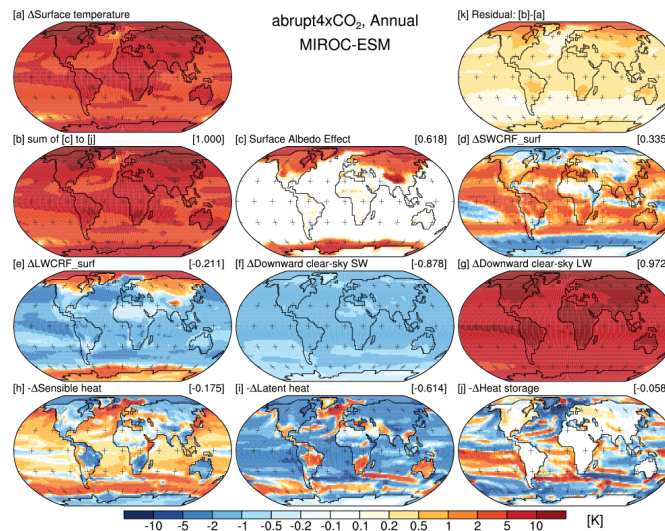 [a] ΔSurface temperature
abrupt4xCO₂, Annual
MIROC-ESM
[k] Residual: [b]-[a]
[b] sum of [c] to [j] [1.000]
[c] Surface Albedo Effect [0.618]
[d] ΔSWCRF_surf [0.335]
[e] ΔLWCRF_surf [-0.211]
[f] ΔDownward clear-sky SW [-0.878]
[g] ΔDownward clear-sky LW [0.972]
[h] -ΔSensible heat [-0.175]
[i] -ΔLatent heat [-0.614]
[j] -ΔHeat storage [-0.058]
-10 -5 -2 -1 -0.5 -0.2 -0.1 0.1 0.2 0.5 1 2 5 10 [K]